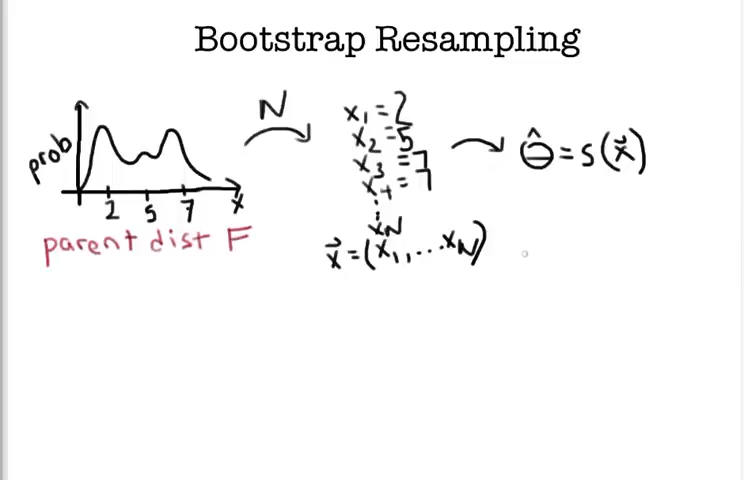 Bootstrap Resampling
prob
2 5 7 x
parent dist F
N
x₁ = 2
x₂ = 5
x₃ = 7
x₄ = 7
⋮
xN
x⃗ = (x₁, ... xN)
θ̂ = s(x⃗)